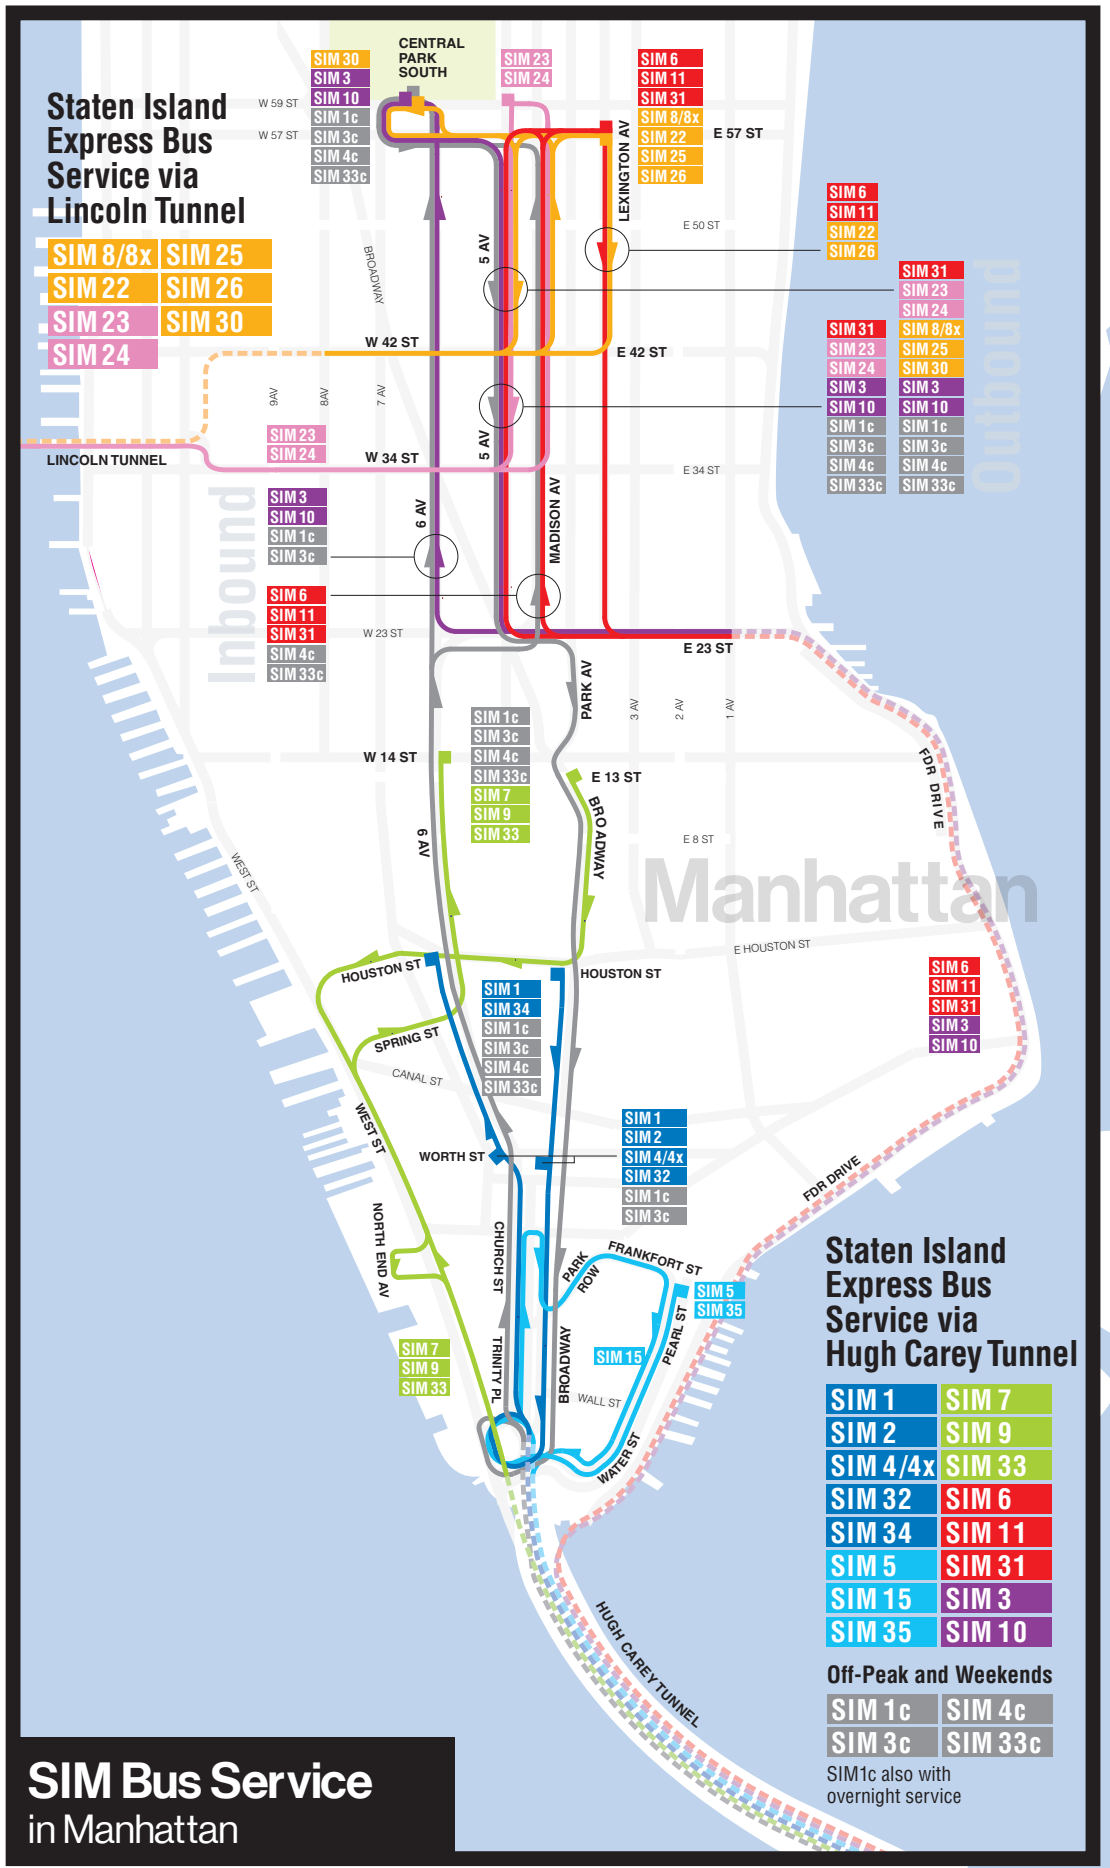 CENTRAL
PARK
SOUTH
SIM 30
SIM 3
SIM 10
SIM 1c
SIM 3c
SIM 4c
SIM 33c
SIM 23
SIM 24
SIM 6
SIM 11
SIM 31
SIM 8/8x
SIM 22
SIM 25
SIM 26
W 59 ST
W 57 ST
E 57 ST
LEXINGTON AV
Staten Island
Express Bus
Service via
Lincoln Tunnel
SIM 8/8x SIM 25
SIM 22 SIM 26
SIM 23 SIM 30
SIM 24
SIM 6
SIM 11
SIM 22
SIM 26
E 50 ST
BROADWAY
5 AV
SIM 31
SIM 23
SIM 24
SIM 31 SIM 8/8x
SIM 23 SIM 25
SIM 24 SIM 30
SIM 3 SIM 3
SIM 10 SIM 10
SIM 1c SIM 1c
SIM 3c SIM 3c
SIM 4c SIM 4c
SIM 33c SIM 33c
Outbound
W 42 ST
E 42 ST
9AV
8AV
7 AV
5 AV
SIM 23
SIM 24
LINCOLN TUNNEL
W 34 ST
E 34 ST
Inbound
SIM 3
SIM 10
SIM 1c
SIM 3c
6 AV
MADISON AV
SIM 6
SIM 11
SIM 31
SIM 4c
SIM 33c
W 23 ST
E 23 ST
PARK AV
3 AV
2 AV
1 AV
SIM 1c
SIM 3c
SIM 4c
SIM 33c
SIM 7
SIM 9
SIM 33
W 14 ST
E 13 ST
FDR DRIVE
6 AV
BROADWAY
E 8 ST
WEST ST
Manhattan
E HOUSTON ST
HOUSTON ST
HOUSTON ST
SIM 6
SIM 11
SIM 31
SIM 3
SIM 10
SIM 1
SIM 34
SIM 1c
SIM 3c
SIM 4c
SIM 33c
SPRING ST
CANAL ST
WEST ST
SIM 1
SIM 2
SIM 4/4x
SIM 32
SIM 1c
SIM 3c
WORTH ST
FDR DRIVE
NORTH END AV
CHURCH ST
PARK
ROW
FRANKFORT ST
SIM 5
SIM 35
PEARL ST
SIM 15
TRINITY PL
BROADWAY
WALL ST
WATER ST
SIM 7
SIM 9
SIM 33
HUGH CAREY TUNNEL
Staten Island
Express Bus
Service via
Hugh Carey Tunnel
SIM 1 SIM 7
SIM 2 SIM 9
SIM 4/4x SIM 33
SIM 32 SIM 6
SIM 34 SIM 11
SIM 5 SIM 31
SIM 15 SIM 3
SIM 35 SIM 10
Off-Peak and Weekends
SIM 1c SIM 4c
SIM 3c SIM 33c
SIM1c also with
overnight service
SIM Bus Service
in Manhattan